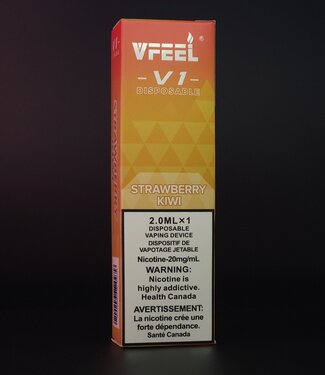 VFEEL®
-V1-
DISPOSABLE
STRAWBERRY
KIWI
2.0ML×1
DISPOSABLE
VAPING DEVICE
DISPOSITIF DE
VAPOTAGE JETABLE
Nicotine-20mg/mL
WARNING:
Nicotine is
highly addictive.
Health Canada
AVERTISSEMENT:
La nicotine crée une
forte dépendance.
Santé Canada